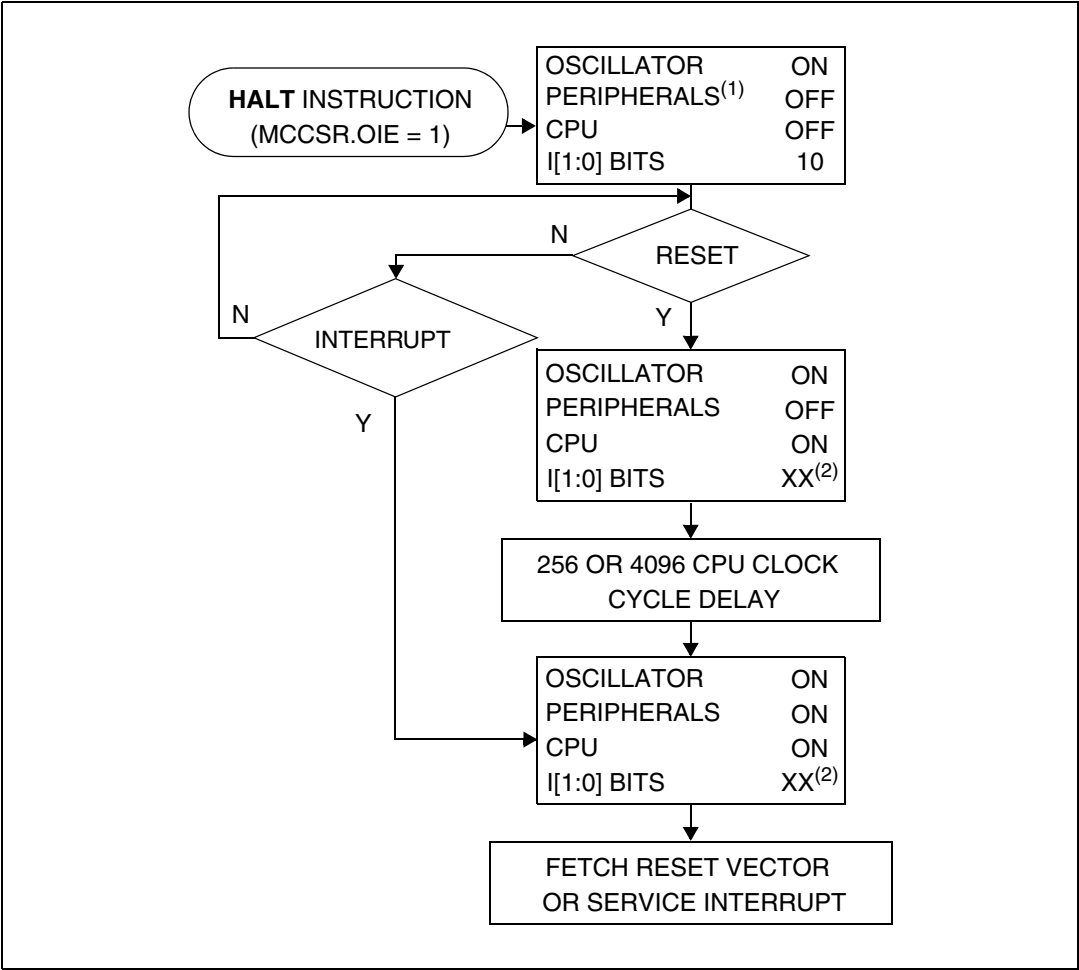 HALT INSTRUCTION
(MCCSR.OIE = 1)
OSCILLATOR ON
PERIPHERALS(1) OFF
CPU OFF
I[1:0] BITS 10
RESET
N
Y
INTERRUPT
N
Y
OSCILLATOR ON
PERIPHERALS OFF
CPU ON
I[1:0] BITS XX(2)
256 OR 4096 CPU CLOCK
CYCLE DELAY
OSCILLATOR ON
PERIPHERALS ON
CPU ON
I[1:0] BITS XX(2)
FETCH RESET VECTOR
OR SERVICE INTERRUPT